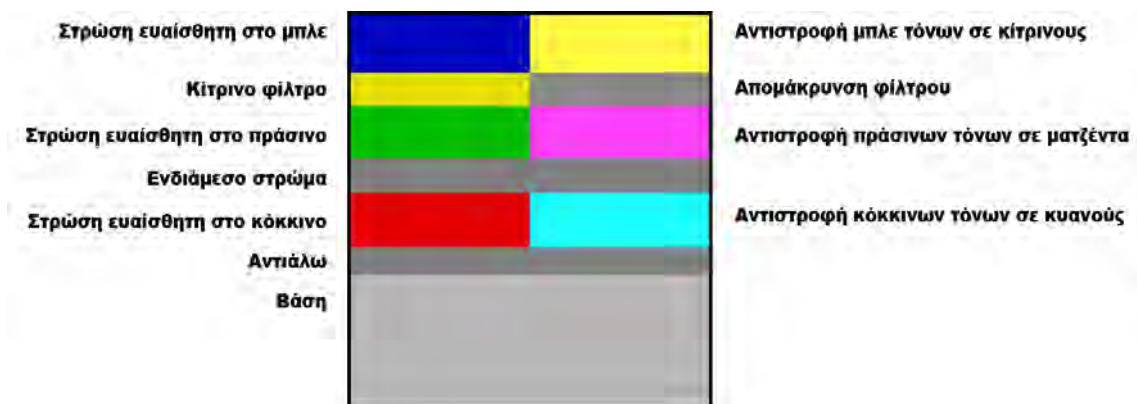 Στρώση ευαίσθητη στο μπλε
Αντιστροφή μπλε τόνων σε κίτρινους
Κίτρινο φίλτρο
Απομάκρυνση φίλτρου
Στρώση ευαίσθητη στο πράσινο
Αντιστροφή πράσινων τόνων σε ματζέντα
Ενδιάμεσο στρώμα
Στρώση ευαίσθητη στο κόκκινο
Αντιστροφή κόκκινων τόνων σε κυανούς
Αντιάλω
Βάση